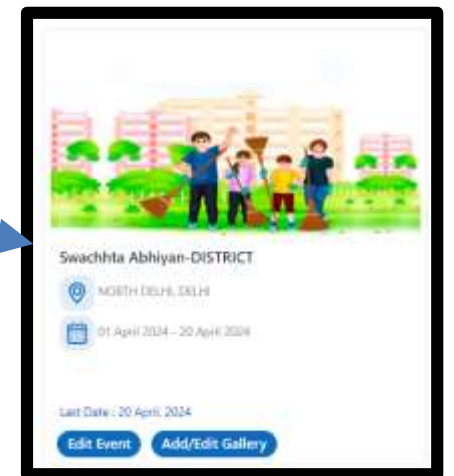 Swachhta Abhiyan-DISTRICT
NORTH DELHI, DELHI
01 April 2024 - 20 April 2024
Last Date : 20 April, 2024
Edit Event Add/Edit Gallery